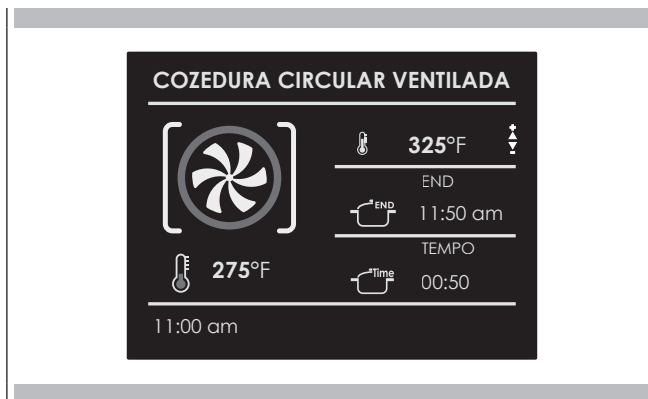 COZEDURA CIRCULAR VENTILADA
325°F
END
END 11:50 am
TEMPO
275°F
Time 00:50
11:00 am